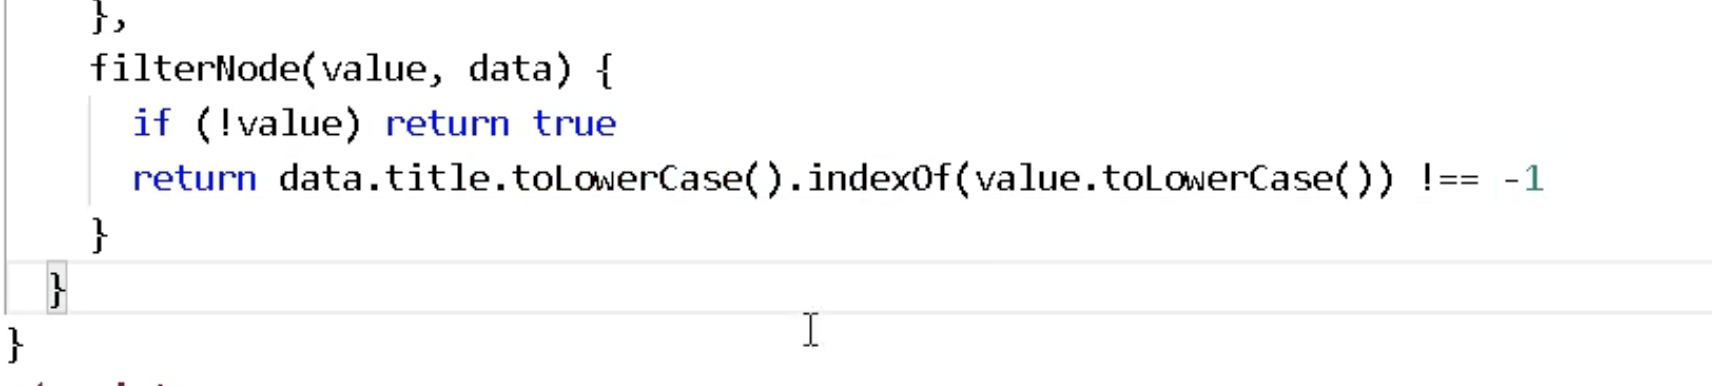 },
filterNode(value, data) {
if (!value) return true
return data.title.toLowerCase().indexOf(value.toLowerCase()) !== -1
}
}
}